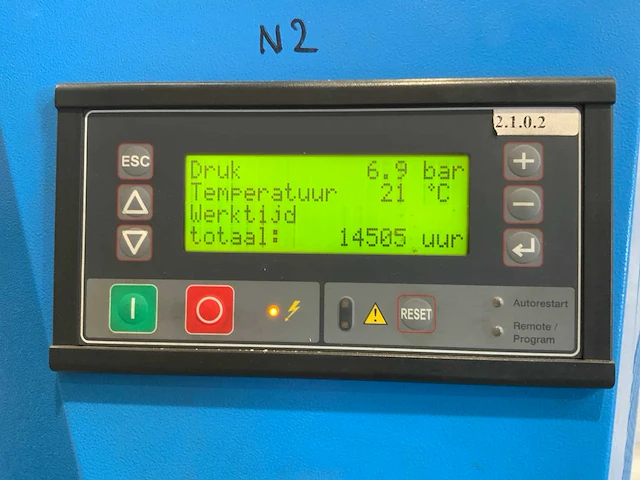 N2
2.1.0.2
ESC
Druk 6.9 bar
Temperatuur 21 °C
Werktijd
totaal: 14505 uur
RESET
Autorestart
Remote /
Program